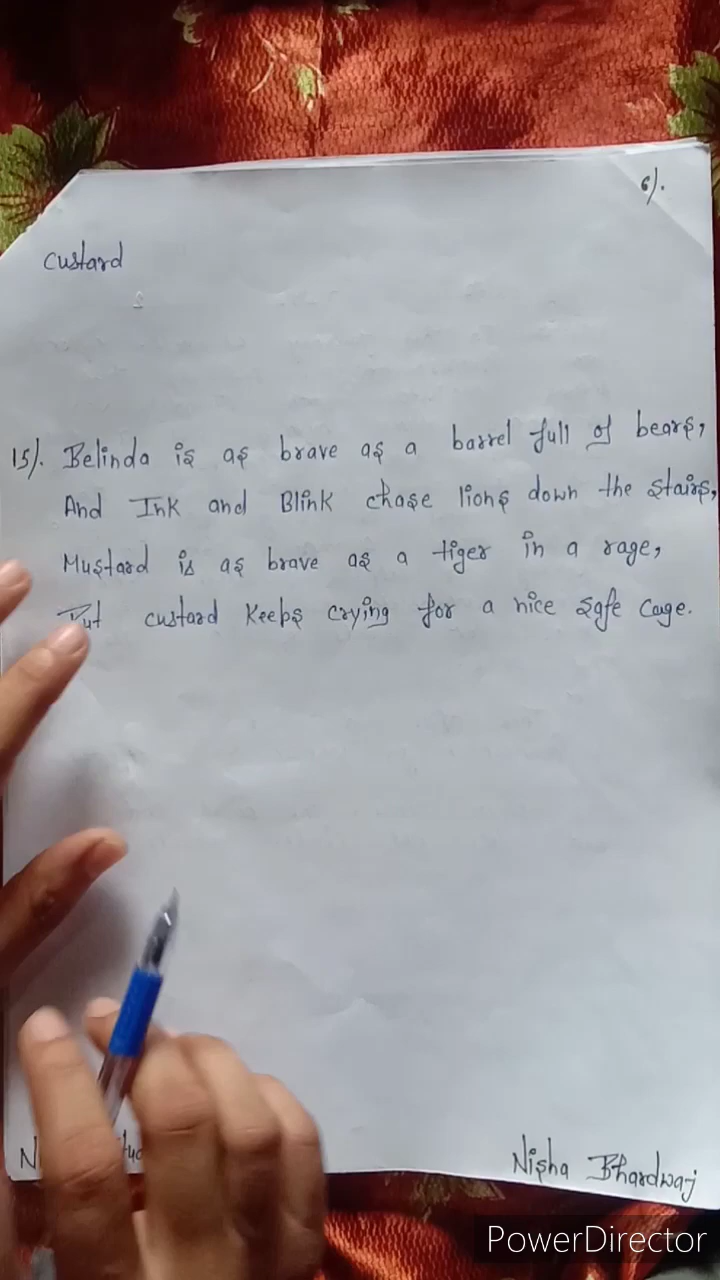 6).
custard
15). Belinda is as brave as a barrel full of bears,
And Ink and Blink chase lions down the stairs,
Mustard is as brave as a tiger in a rage,
But custard keeps crying for a nice safe cage.
Nisha Bhardwaj
PowerDirector